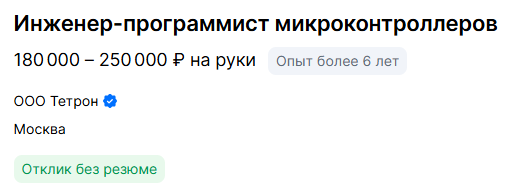 Инженер-программист микроконтроллеров
180 000 – 250 000 ₽ на руки Опыт более 6 лет
ООО Тетрон
Москва
Отклик без резюме